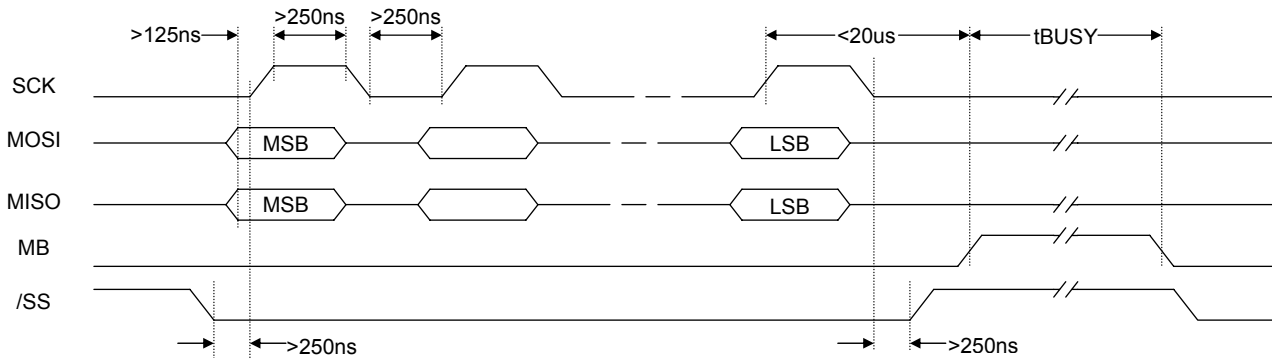 >250ns >250ns
>125ns <20us tBUSY
SCK
MOSI MSB LSB
MISO MSB LSB
MB
/SS
>250ns >250ns